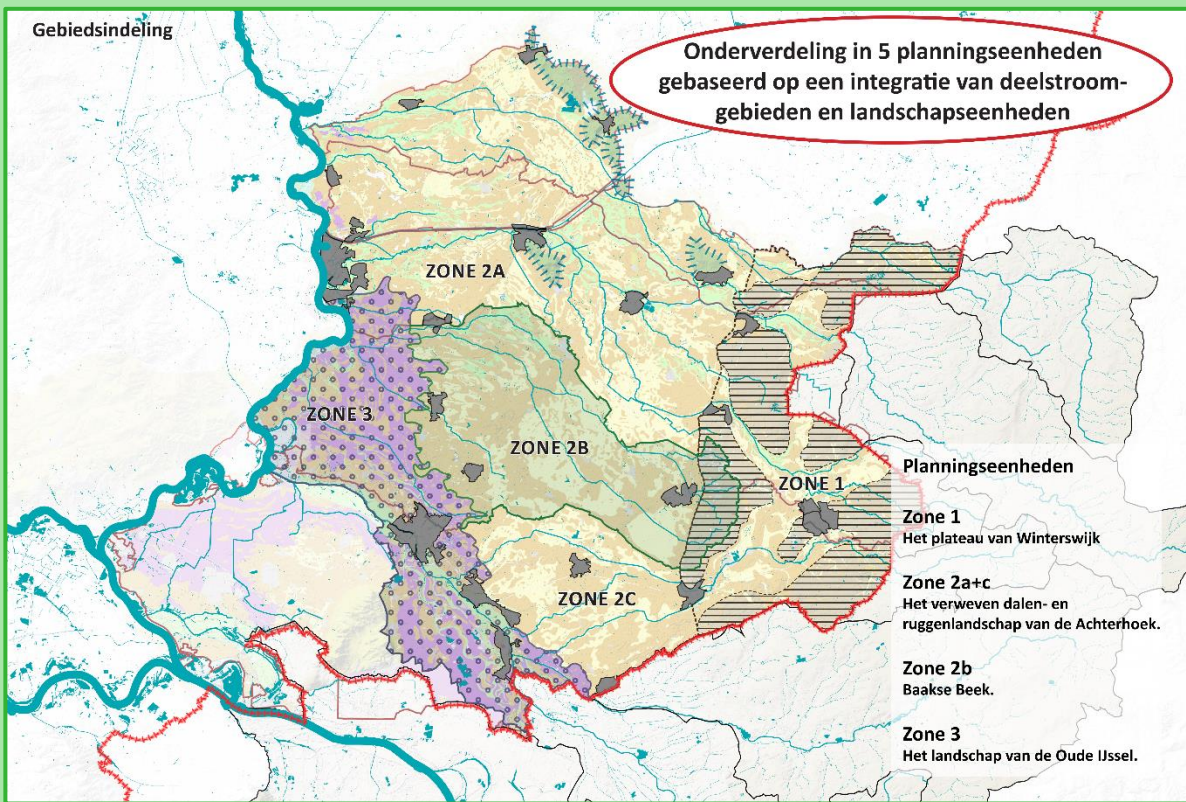 Gebiedsindeling
Onderverdeling in 5 planningseenheden
gebaseerd op een integratie van deelstroom-
gebieden en landschapseenheden
ZONE 2A
ZONE 3
ZONE 2B
ZONE 1
ZONE 2C
Planningseenheden
Zone 1
Het plateau van Winterswijk
Zone 2a+c
Het verweven dalen- en
ruggenlandschap van de Achterhoek.
Zone 2b
Baakse Beek.
Zone 3
Het landschap van de Oude IJssel.